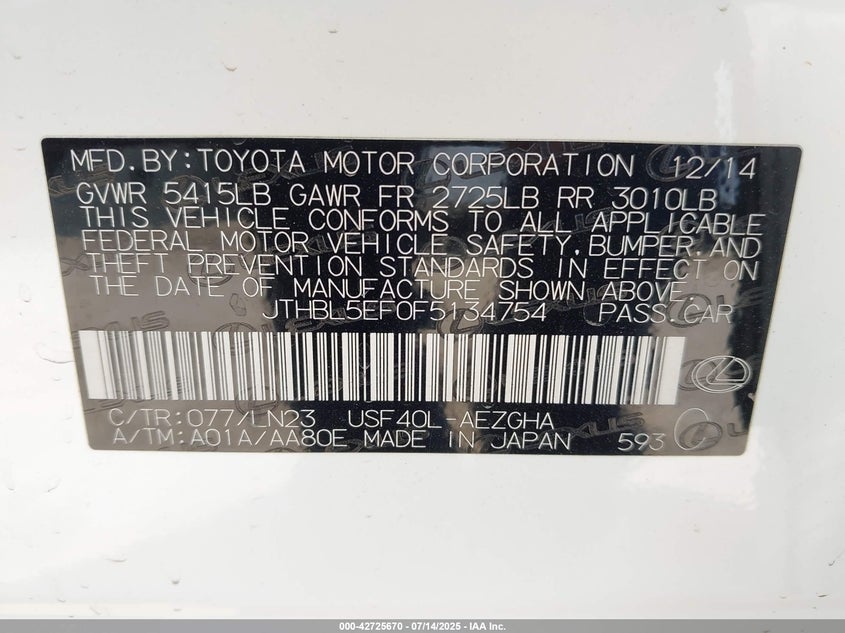 MFD.BY:TOYOTA MOTOR CORPORATION 12/14
GVWR 5415LB GAWR FR 2725LB RR 3010LB
THIS VEHICLE CONFORMS TO ALL APPLICABLE
FEDERAL MOTOR VEHICLE SAFETY,BUMPER,AND
THEFT PREVENTION STANDARDS IN EFFECT ON
THE DATE OF MANUFACTURE SHOWN ABOVE.
JTHBL5EF0F5134754 PASS.CAR
C/TR:077/LN23 USF40L-AEZGHA
A/TM:A01A/AA80E MADE IN JAPAN 593
000-42725670 - 07/14/2025 - IAA Inc.